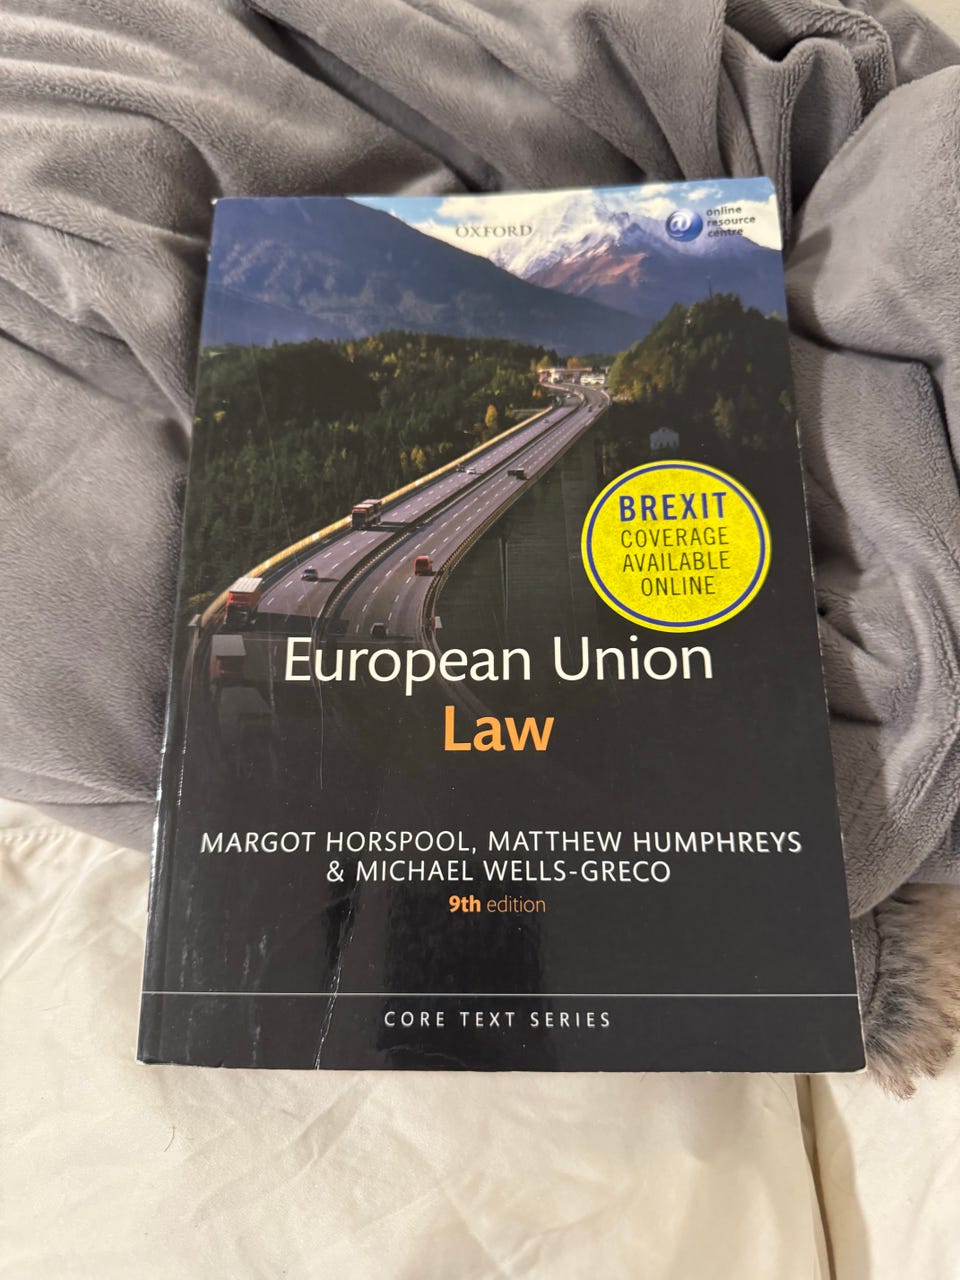 OXFORD
online
resource
centre
BREXIT
COVERAGE
AVAILABLE
ONLINE
European Union
Law
MARGOT HORSPOOL, MATTHEW HUMPHREYS
& MICHAEL WELLS-GRECO
9th edition
CORE TEXT SERIES